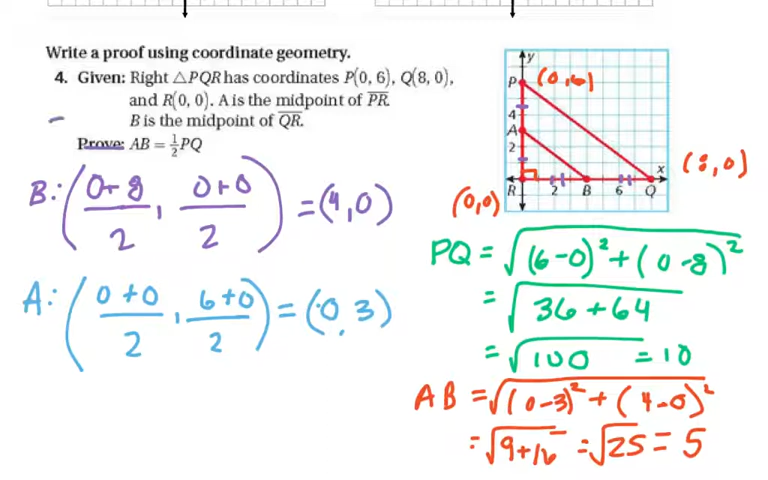 Write a proof using coordinate geometry.
4. Given: Right △PQR has coordinates P(0, 6), Q(8, 0),
and R(0, 0). A is the midpoint of P̅R̅.
B is the midpoint of Q̅R̅.
Prove: AB = ½PQ
y
P
(0,6)
4
A
2
R
2
B
6
Q
x
(8,0)
(0,0)
B: ((0+8)/2, (0+0)/2) = (4,0)
A: ((0+0)/2, (6+0)/2) = (0,3)
PQ = √((6-0)² + (0-8)²)
= √(36+64)
= √100 = 10
AB = √((0-3)² + (4-0)²)
= √(9+16) = √25 = 5